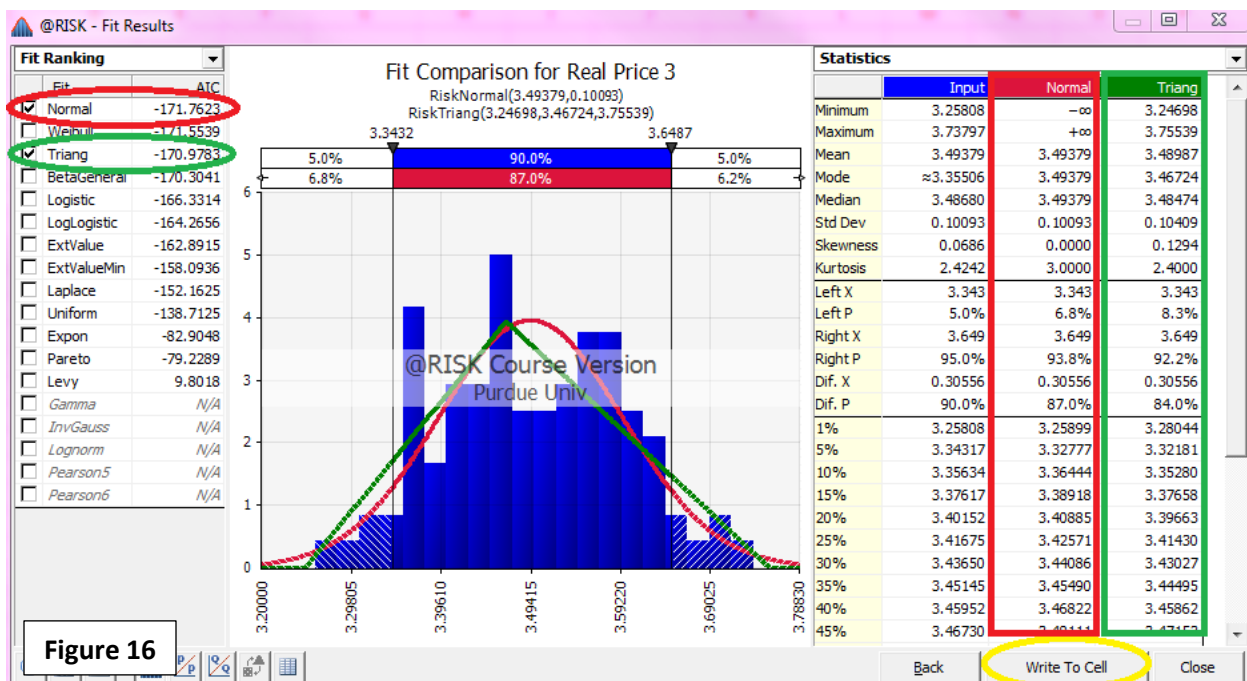 @RISK - Fit Results
Fit Ranking
Fit AIC
Normal -171.7623
Weibull -171.5539
Triang -170.9783
BetaGeneral -170.3041
Logistic -166.3314
LogLogistic -164.2656
ExtValue -162.8915
ExtValueMin -158.0936
Laplace -152.1625
Uniform -138.7125
Expon -82.9048
Pareto -79.2289
Levy 9.8018
Gamma N/A
InvGauss N/A
Lognorm N/A
Pearson5 N/A
Pearson6 N/A
Fit Comparison for Real Price 3
RiskNormal(3.49379,0.10093)
RiskTriang(3.24698,3.46724,3.75539)
3.3432 3.6487
5.0% 90.0% 5.0%
6.8% 87.0% 6.2%
6
5
4
3
2
1
0
@RISK Course Version
Purdue Univ
3.20000 3.29805 3.39610 3.49415 3.59220 3.69025 3.78830
Statistics
Input Normal Triang
Minimum 3.25808 -∞ 3.24698
Maximum 3.73797 +∞ 3.75539
Mean 3.49379 3.49379 3.48987
Mode ≈3.35506 3.49379 3.46724
Median 3.48680 3.49379 3.48474
Std Dev 0.10093 0.10093 0.10409
Skewness 0.0686 0.0000 0.1294
Kurtosis 2.4242 3.0000 2.4000
Left X 3.343 3.343 3.343
Left P 5.0% 6.8% 8.3%
Right X 3.649 3.649 3.649
Right P 95.0% 93.8% 92.2%
Dif. X 0.30556 0.30556 0.30556
Dif. P 90.0% 87.0% 84.0%
1% 3.25808 3.25899 3.28044
5% 3.34317 3.32777 3.32181
10% 3.35634 3.36444 3.35280
15% 3.37617 3.38918 3.37658
20% 3.40152 3.40885 3.39663
25% 3.41675 3.42571 3.41430
30% 3.43650 3.44086 3.43027
35% 3.45145 3.45490 3.44495
40% 3.45952 3.46822 3.45862
45% 3.46730
Figure 16
Back Write To Cell Close